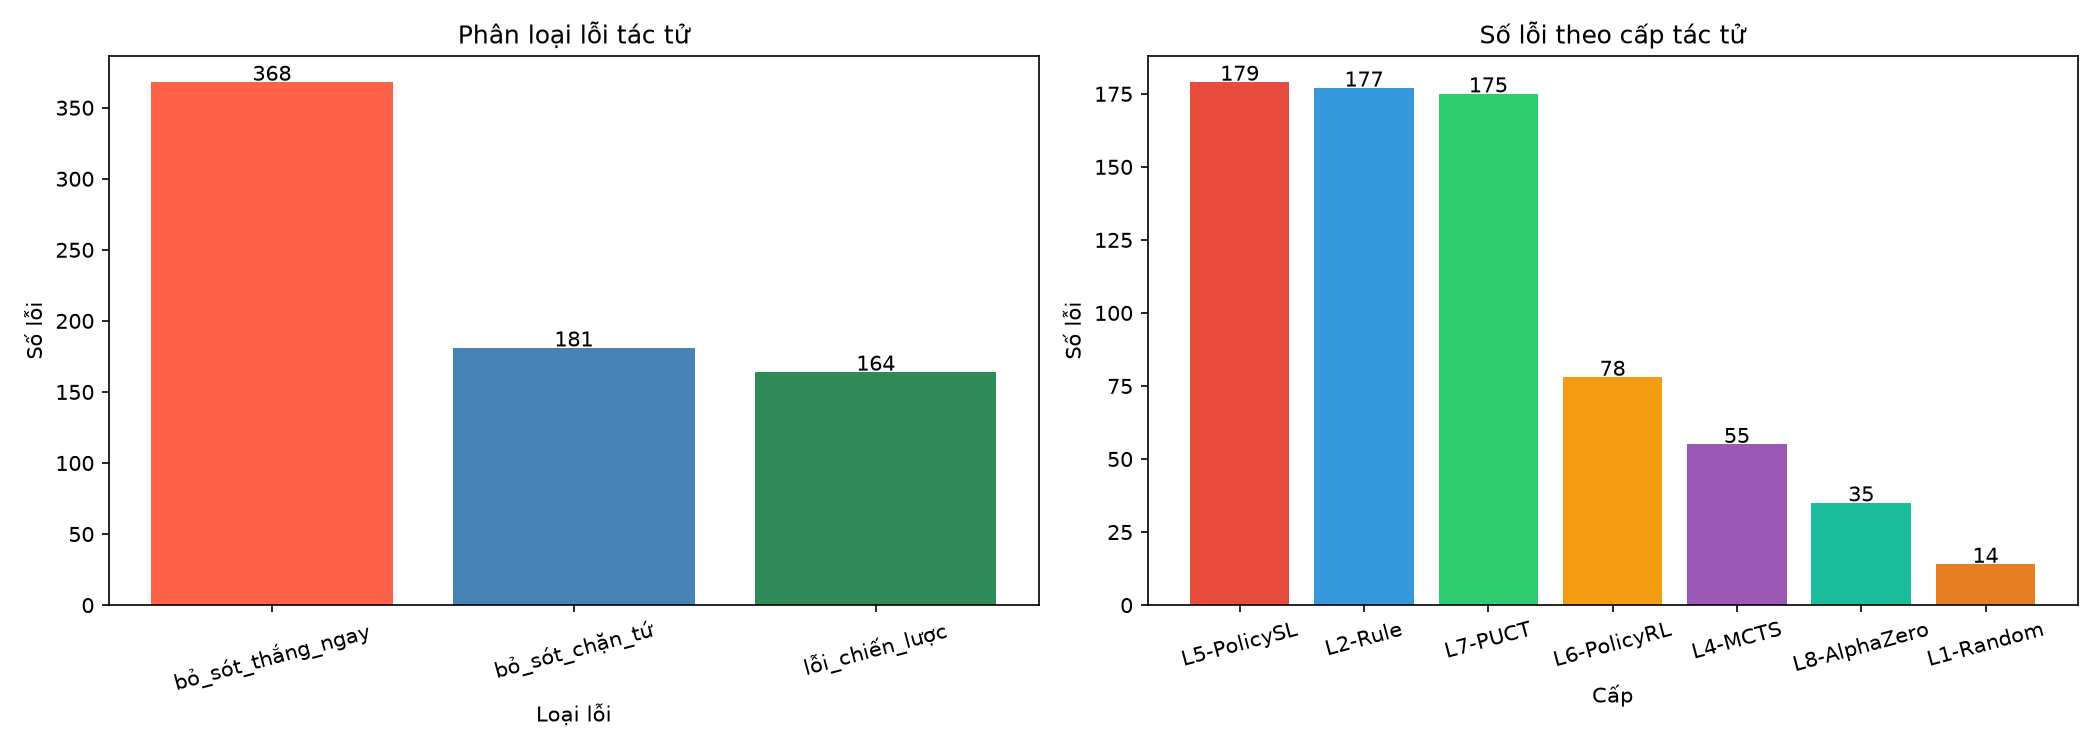 Phân loại lỗi tác tử
368
181
164
350
300
250
200
150
100
50
0
Số lỗi
bỏ_sót_thắng_ngay
bỏ_sót_chặn_tứ
lỗi_chiến_lược
Loại lỗi
Số lỗi theo cấp tác tử
179
177
175
78
55
35
14
175
150
125
100
75
50
25
0
Số lỗi
L5-PolicySL
L2-Rule
L7-PUCT
L6-PolicyRL
L4-MCTS
L8-AlphaZero
L1-Random
Cấp